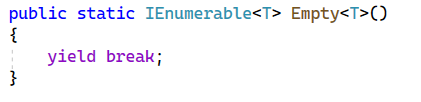 public static IEnumerable<T> Empty<T>()
{
    yield break;
}